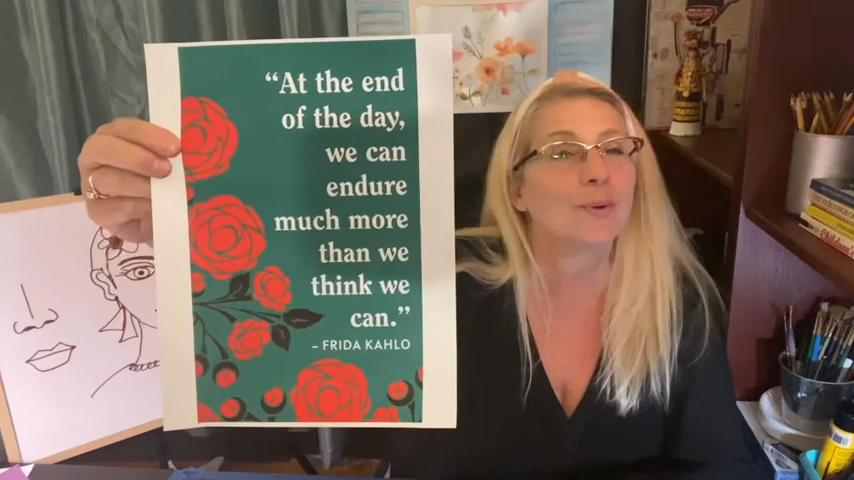 “At the end
of the day,
we can
endure
much more
than we
think we
can.”
– FRIDA KAHLO